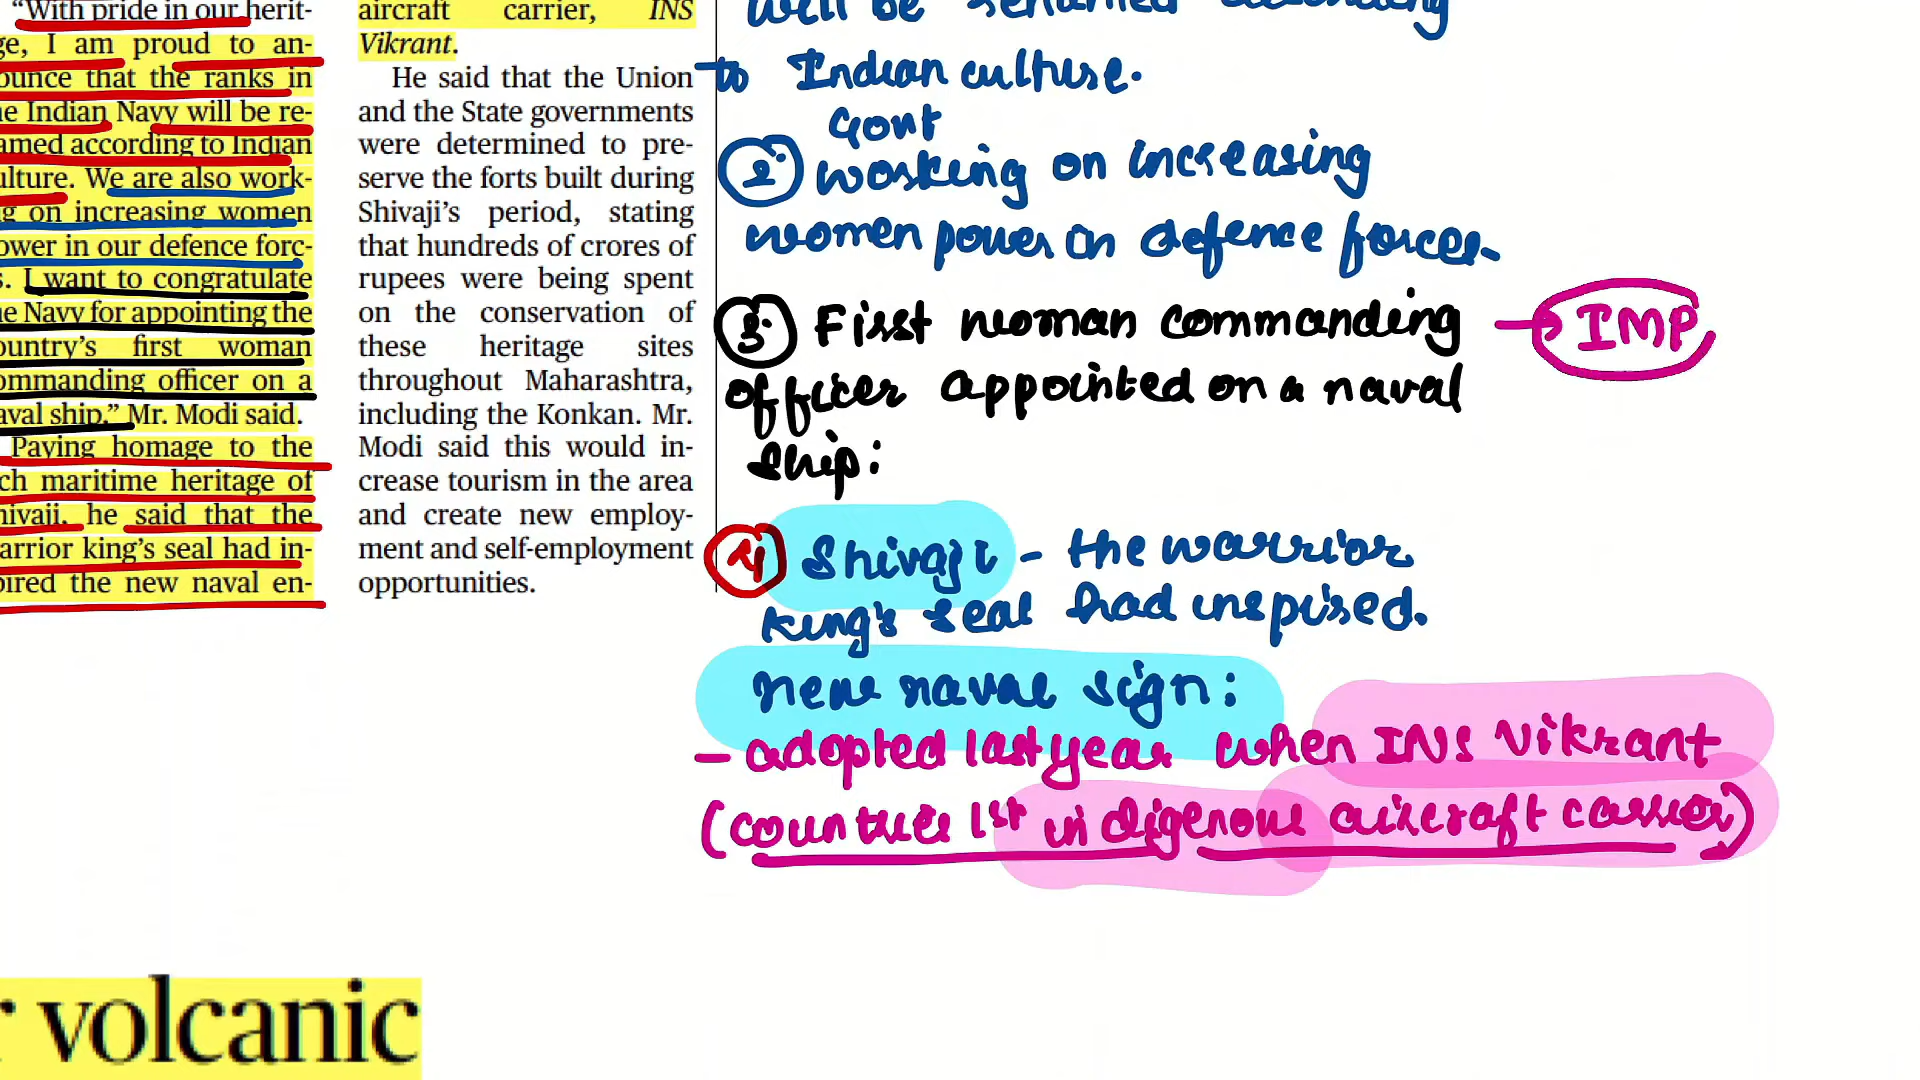 "With pride in our herit-
ge, I am proud to an-
ounce that the ranks in
e Indian Navy will be re-
amed according to Indian
ulture. We are also work-
g on increasing women
ower in our defence forc-
s. I want to congratulate
e Navy for appointing the
ountry's first woman
ommanding officer on a
aval ship," Mr. Modi said.
Paying homage to the
ch maritime heritage of
hivaji, he said that the
arrior king's seal had in-
pired the new naval en-
aircraft carrier, INS
Vikrant.
He said that the Union
and the State governments
were determined to pre-
serve the forts built during
Shivaji's period, stating
that hundreds of crores of
rupees were being spent
on the conservation of
these heritage sites
throughout Maharashtra,
including the Konkan. Mr.
Modi said this would in-
crease tourism in the area
and create new employ-
ment and self-employment
opportunities.
will be renamed according
to Indian culture.
Govt
2. working on increasing
women power in defence forces.
3. First woman commanding → IMP
officer appointed on a naval
ship:
4 Shivaji - the warrior
king's seal had inspired.
new naval sign:
- adopted last year when INS Vikrant
(countries 1st indigenous aircraft carrier)
r volcanic